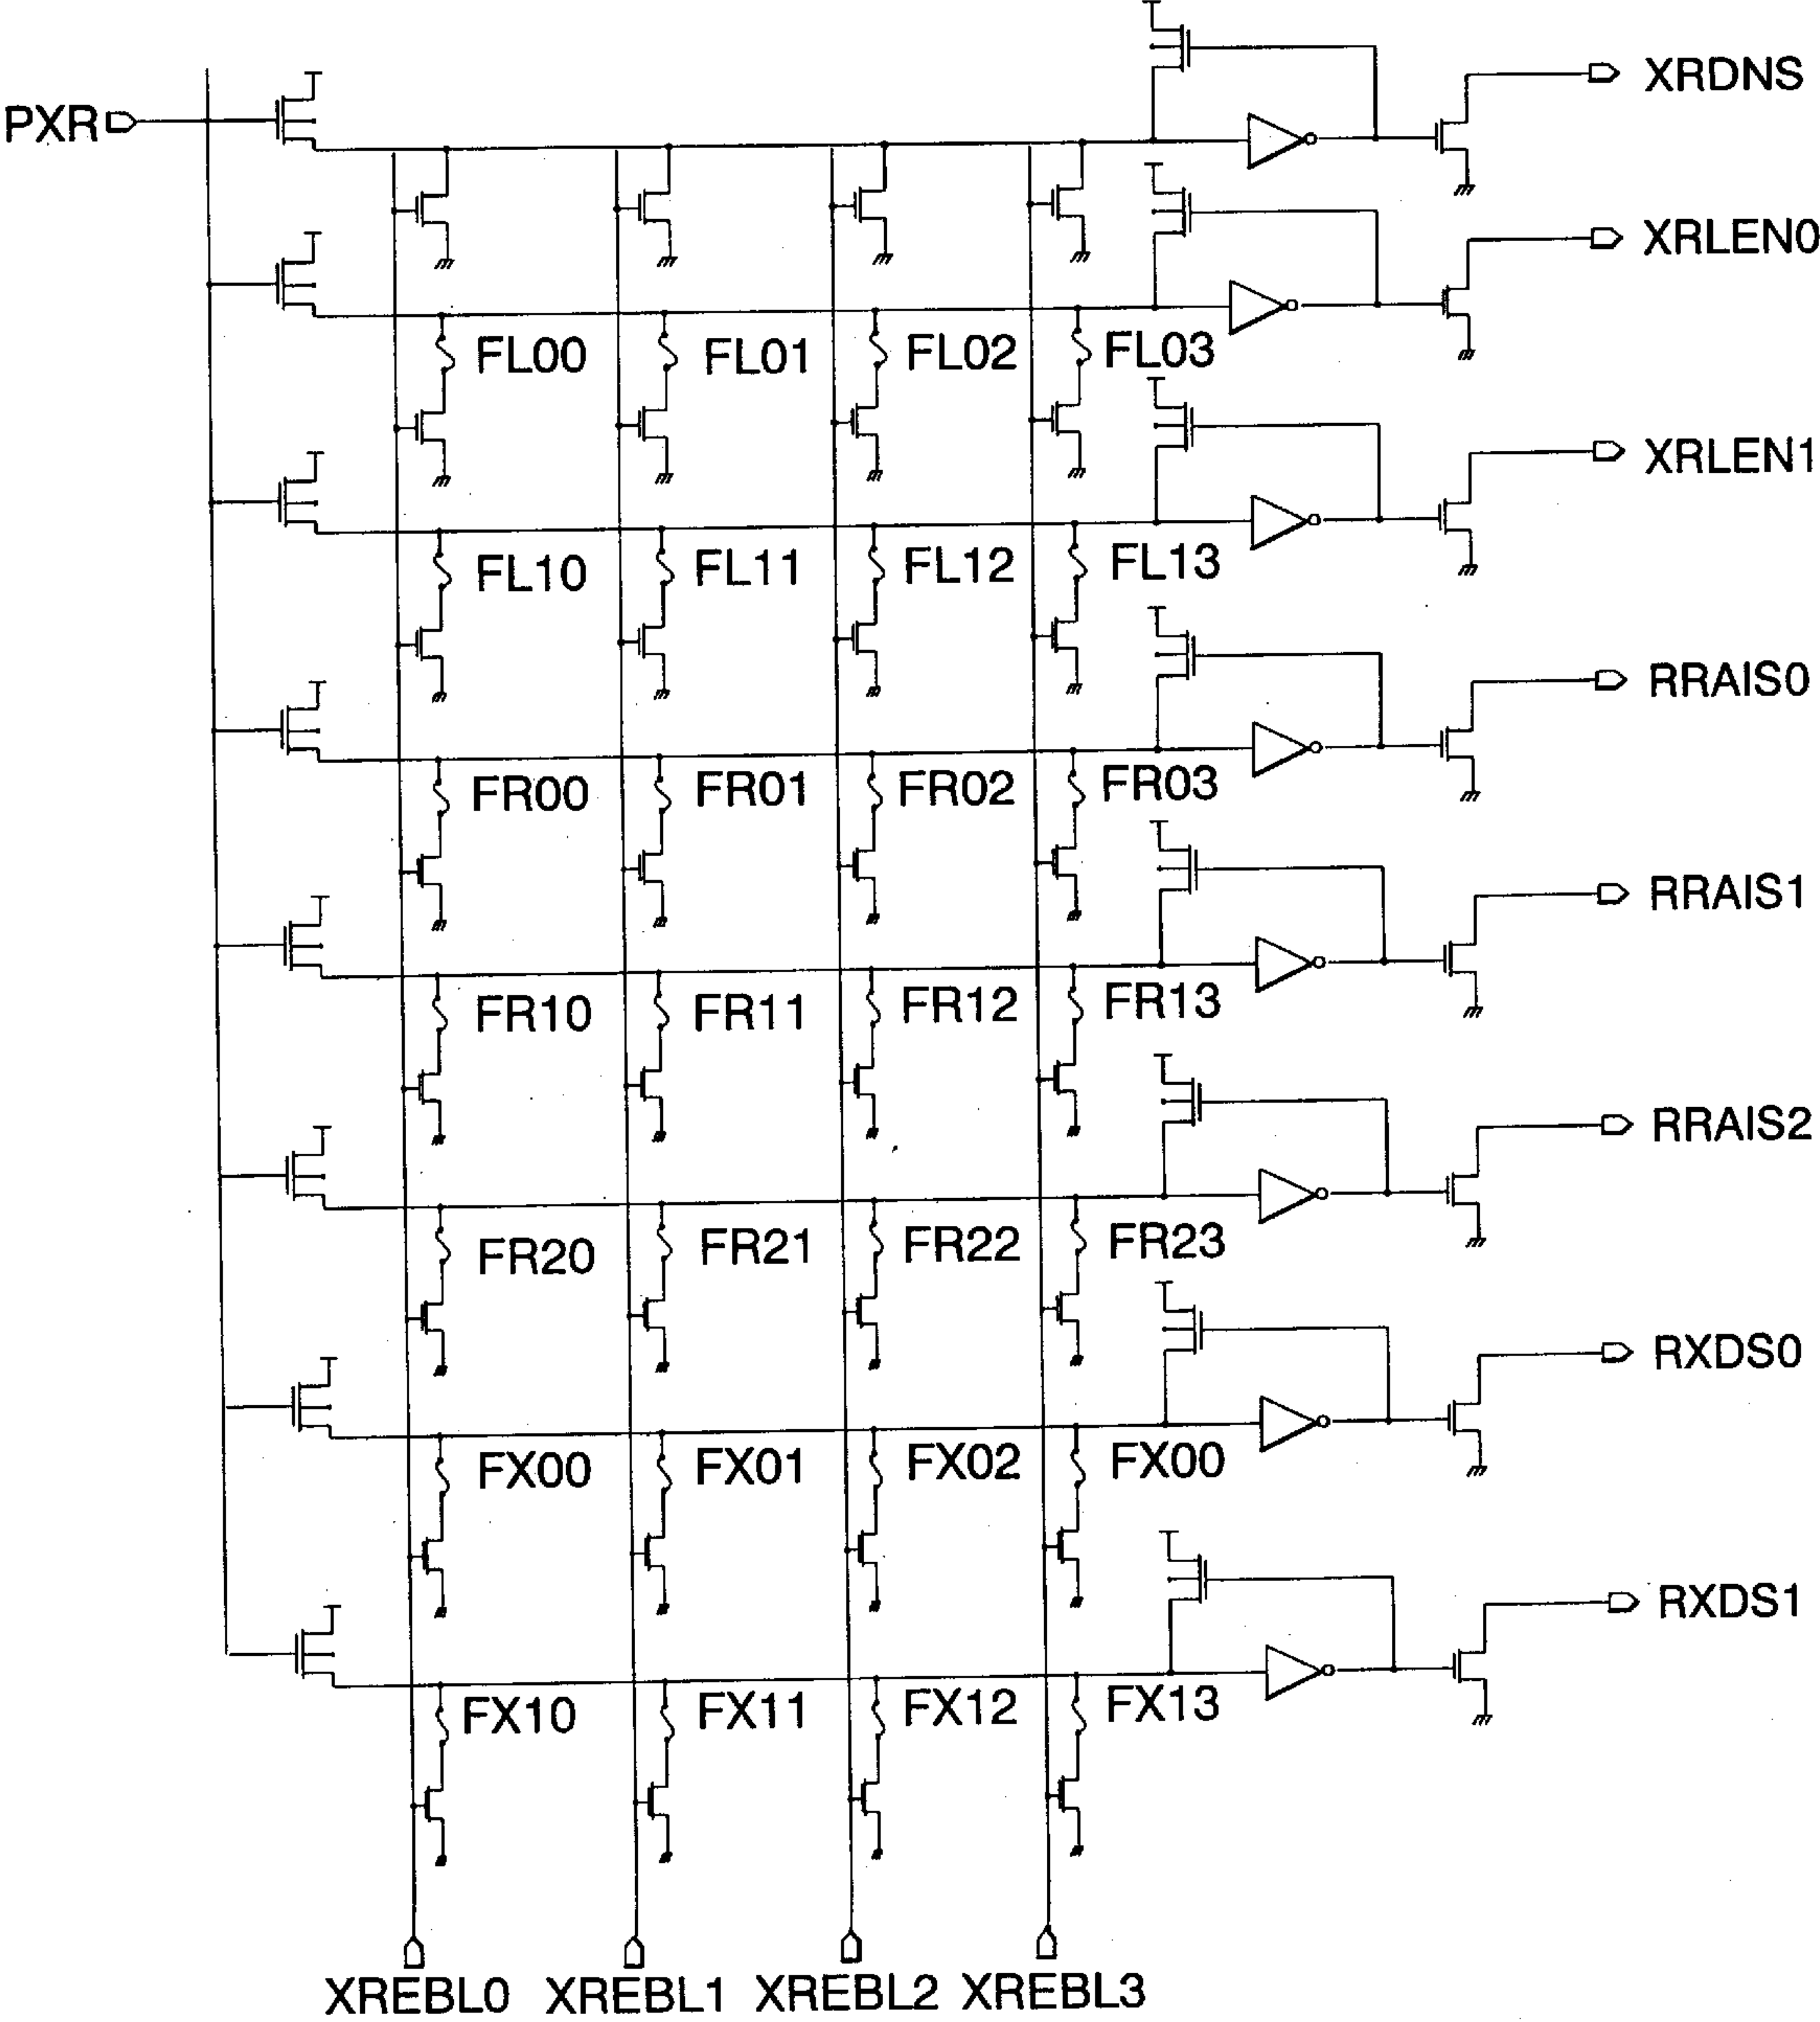 XRDNS
PXR
XRLEN0
FL00 FL01 FL02 FL03
XRLEN1
FL10 FL11 FL12 FL13
RRAIS0
FR00 FR01 FR02 FR03
RRAIS1
FR10 FR11 FR12 FR13
RRAIS2
FR20 FR21 FR22 FR23
RXDS0
FX00 FX01 FX02 FX00
RXDS1
FX10 FX11 FX12 FX13
XREBL0 XREBL1 XREBL2 XREBL3